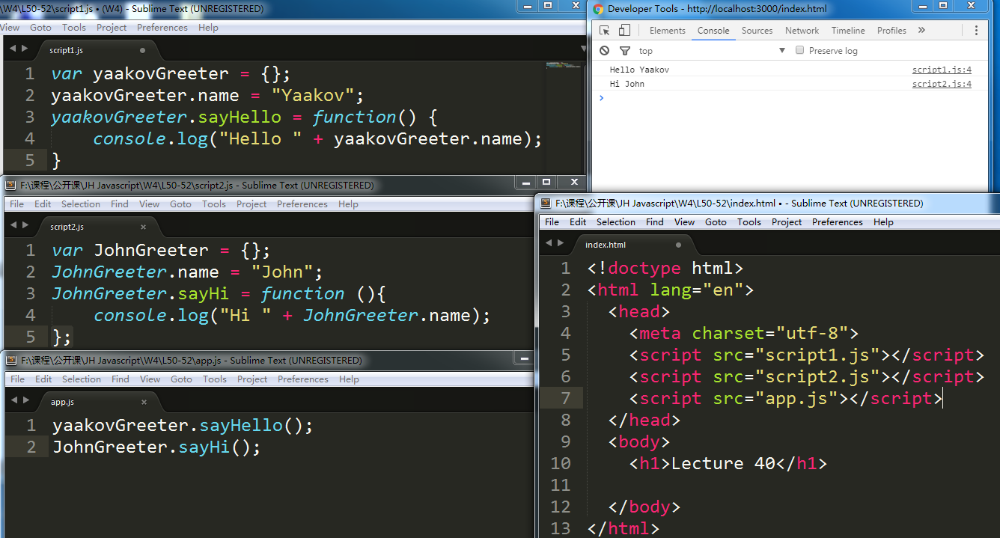 \W4\L50-52\script1.js • (W4) - Sublime Text (UNREGISTERED)
View Goto Tools Project Preferences Help
script1.js
1 var yaakovGreeter = {};
2 yaakovGreeter.name = "Yaakov";
3 yaakovGreeter.sayHello = function() {
4 console.log("Hello " + yaakovGreeter.name);
5 }
Developer Tools - http://localhost:3000/index.html
Elements Console Sources Network Timeline Profiles »
top ▼ Preserve log
Hello Yaakov script1.js:4
Hi John script2.js:4
>
F:\课程\公开课\JH Javascript\W4\L50-52\script2.js - Sublime Text (UNREGISTERED)
File Edit Selection Find View Goto Tools Project Preferences Help
script2.js
1 var JohnGreeter = {};
2 JohnGreeter.name = "John";
3 JohnGreeter.sayHi = function (){
4 console.log("Hi " + JohnGreeter.name);
5 };
F:\课程\公开课\JH Javascript\W4\L50-52\app.js - Sublime Text (UNREGISTERED)
File Edit Selection Find View Goto Tools Project Preferences Help
app.js
1 yaakovGreeter.sayHello();
2 JohnGreeter.sayHi();
F:\课程\公开课\JH Javascript\W4\L50-52\index.html • - Sublime Text (UNREGISTERED)
File Edit Selection Find View Goto Tools Project Preferences Help
index.html
1 <!doctype html>
2 <html lang="en">
3 <head>
4 <meta charset="utf-8">
5 <script src="script1.js"></script>
6 <script src="script2.js"></script>
7 <script src="app.js"></script>
8 </head>
9 <body>
10 <h1>Lecture 40</h1>
11
12 </body>
13 </html>